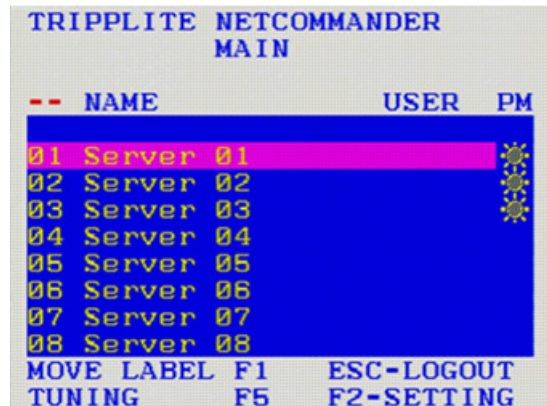 TRIPPLITE NETCOMMANDER
MAIN
-- NAME USER PM
01 Server 01
02 Server 02
03 Server 03
04 Server 04
05 Server 05
06 Server 06
07 Server 07
08 Server 08
MOVE LABEL F1 ESC-LOGOUT
TUNING F5 F2-SETTING